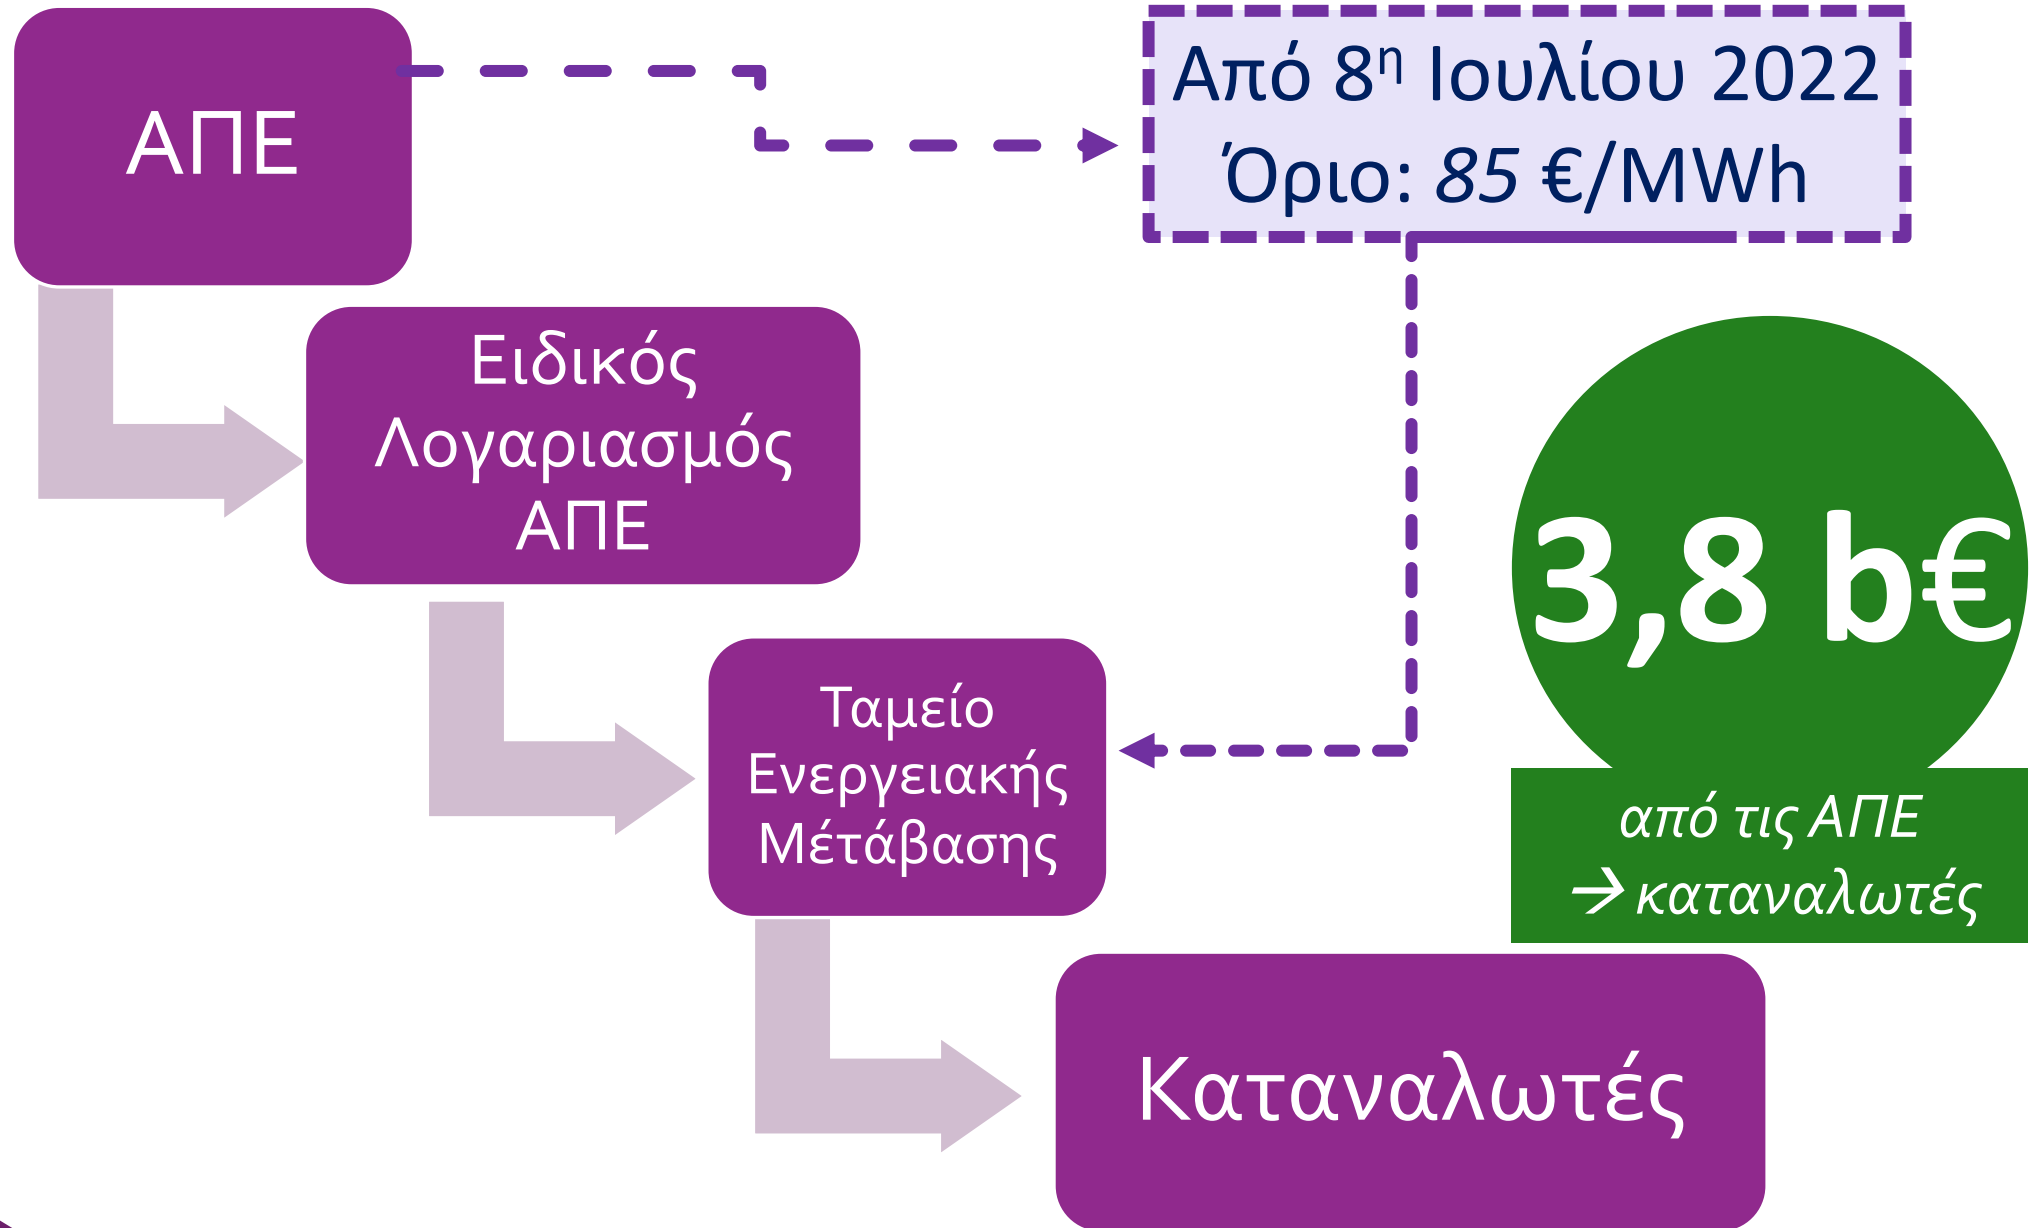 ΑΠΕ
Από 8η Ιουλίου 2022
Όριο: 85 €/MWh
Ειδικός
Λογαριασμός
ΑΠΕ
3,8 b€
από τις ΑΠΕ
→ καταναλωτές
Ταμείο
Ενεργειακής
Μέτάβασης
Καταναλωτές